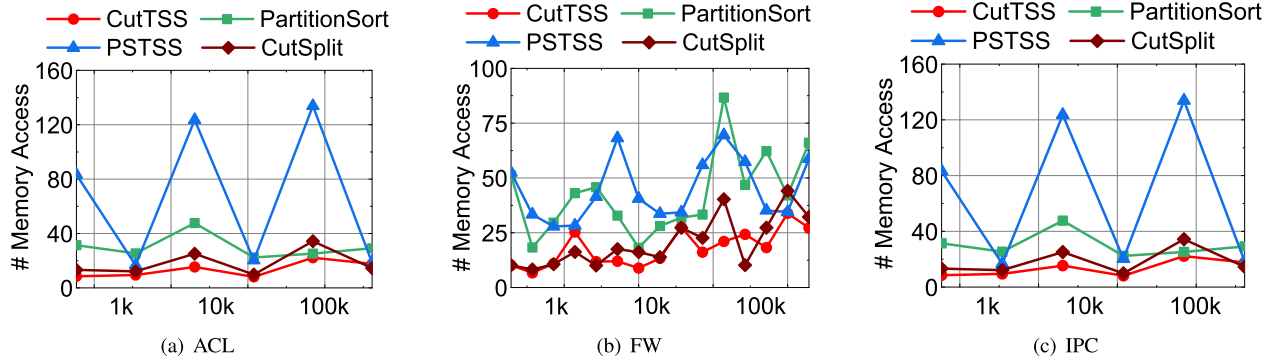 CutTSS PartitionSort
PSTSS CutSplit
160
120
80
40
0
# Memory Access
1k 10k 100k
(a) ACL
CutTSS PartitionSort
PSTSS CutSplit
100
75
50
25
0
# Memory Access
1k 10k 100k
(b) FW
CutTSS PartitionSort
PSTSS CutSplit
160
120
80
40
0
# Memory Access
1k 10k 100k
(c) IPC